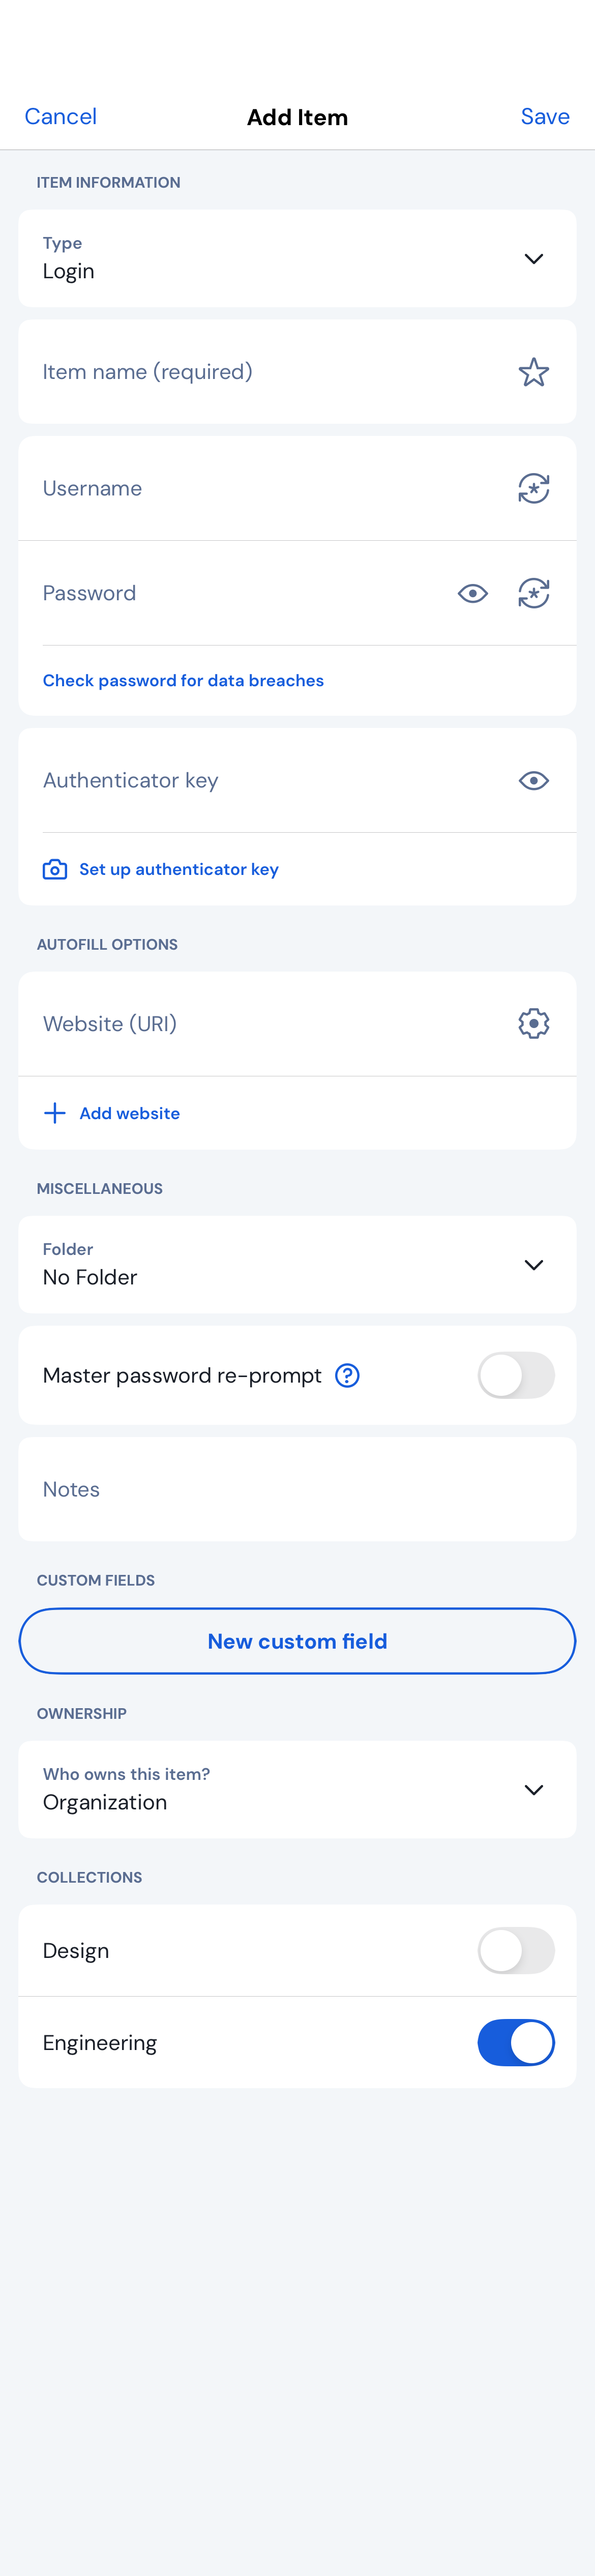 Cancel Add Item Save
ITEM INFORMATION
Type
Login
Item name (required)
Username
Password
Check password for data breaches
Authenticator key
Set up authenticator key
AUTOFILL OPTIONS
Website (URI)
Add website
MISCELLANEOUS
Folder
No Folder
Master password re-prompt
Notes
CUSTOM FIELDS
New custom field
OWNERSHIP
Who owns this item?
Organization
COLLECTIONS
Design
Engineering